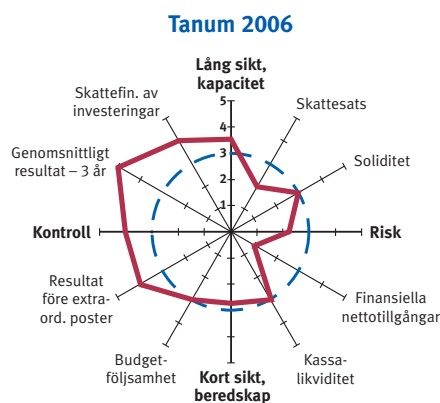 Tanum 2006
Lång sikt,
kapacitet
Skattefin. av
investeringar
Skattesats
Genomsnittligt
resultat – 3 år
Soliditet
5
4
3
2
1
Kontroll
Risk
Resultat
före extra-
ord. poster
Finansiella
nettotillgångar
Budget-
följsamhet
Kassa-
likviditet
Kort sikt,
beredskap